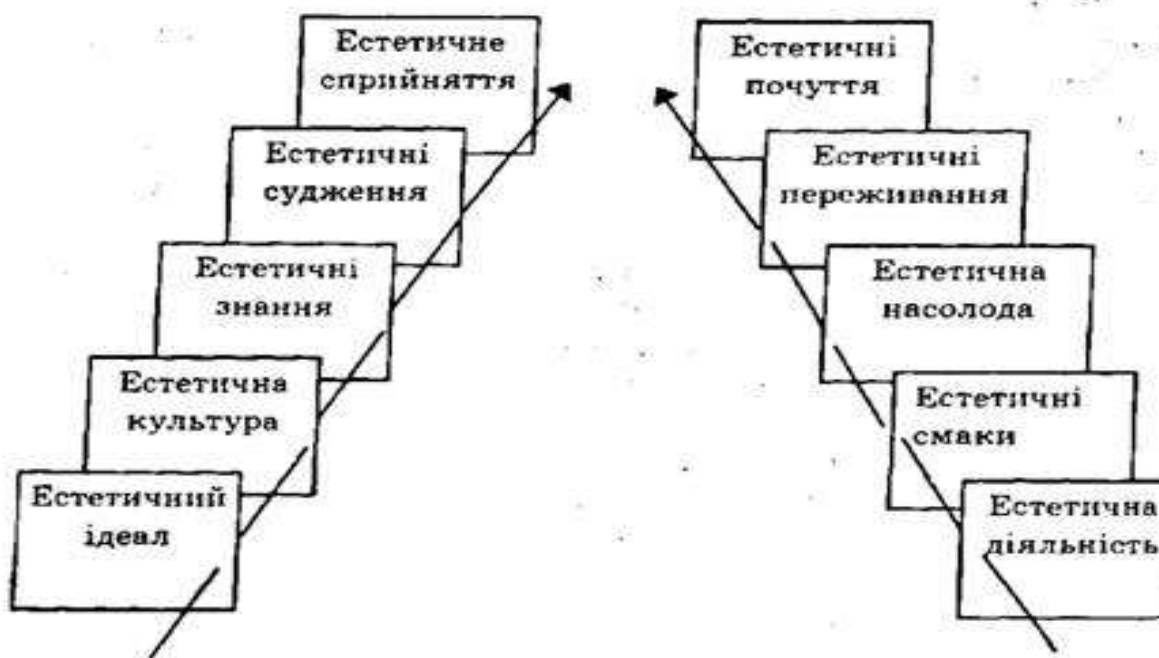 Естетичне
сприйняття
Естетичні
судження
Естетичні
знання
Естетична
культура
Естетичний
ідеал
Естетичні
почуття
Естетичні
переживання
Естетична
насолода
Естетичні
смаки
Естетична
діяльність